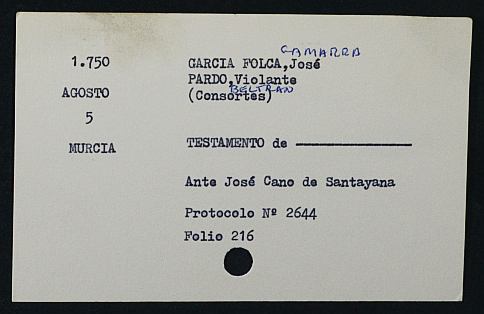 CAMARRA
1.750 GARCIA FOLCA,José
PARDO,Violante
BELTRAN
AGOSTO (Consortes)
5
MURCIA TESTAMENTO de
Ante José Cano de Santayana
Protocolo Nº 2644
Folio 216